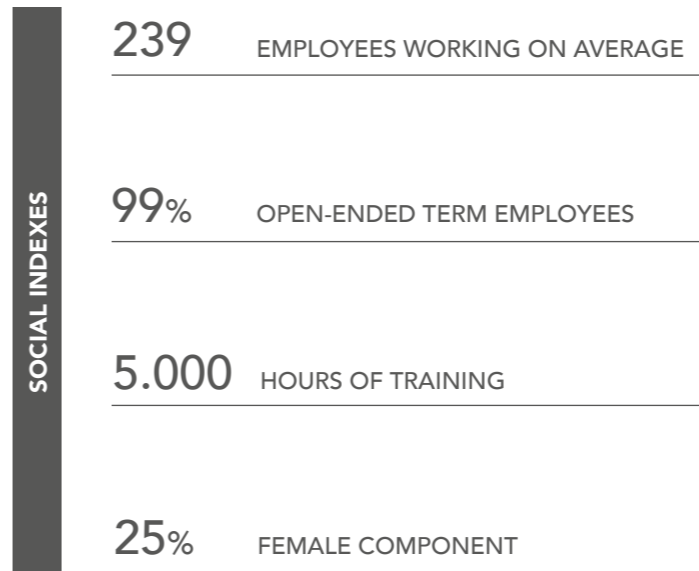 SOCIAL INDEXES
239 EMPLOYEES WORKING ON AVERAGE
99% OPEN-ENDED TERM EMPLOYEES
5.000 HOURS OF TRAINING
25% FEMALE COMPONENT